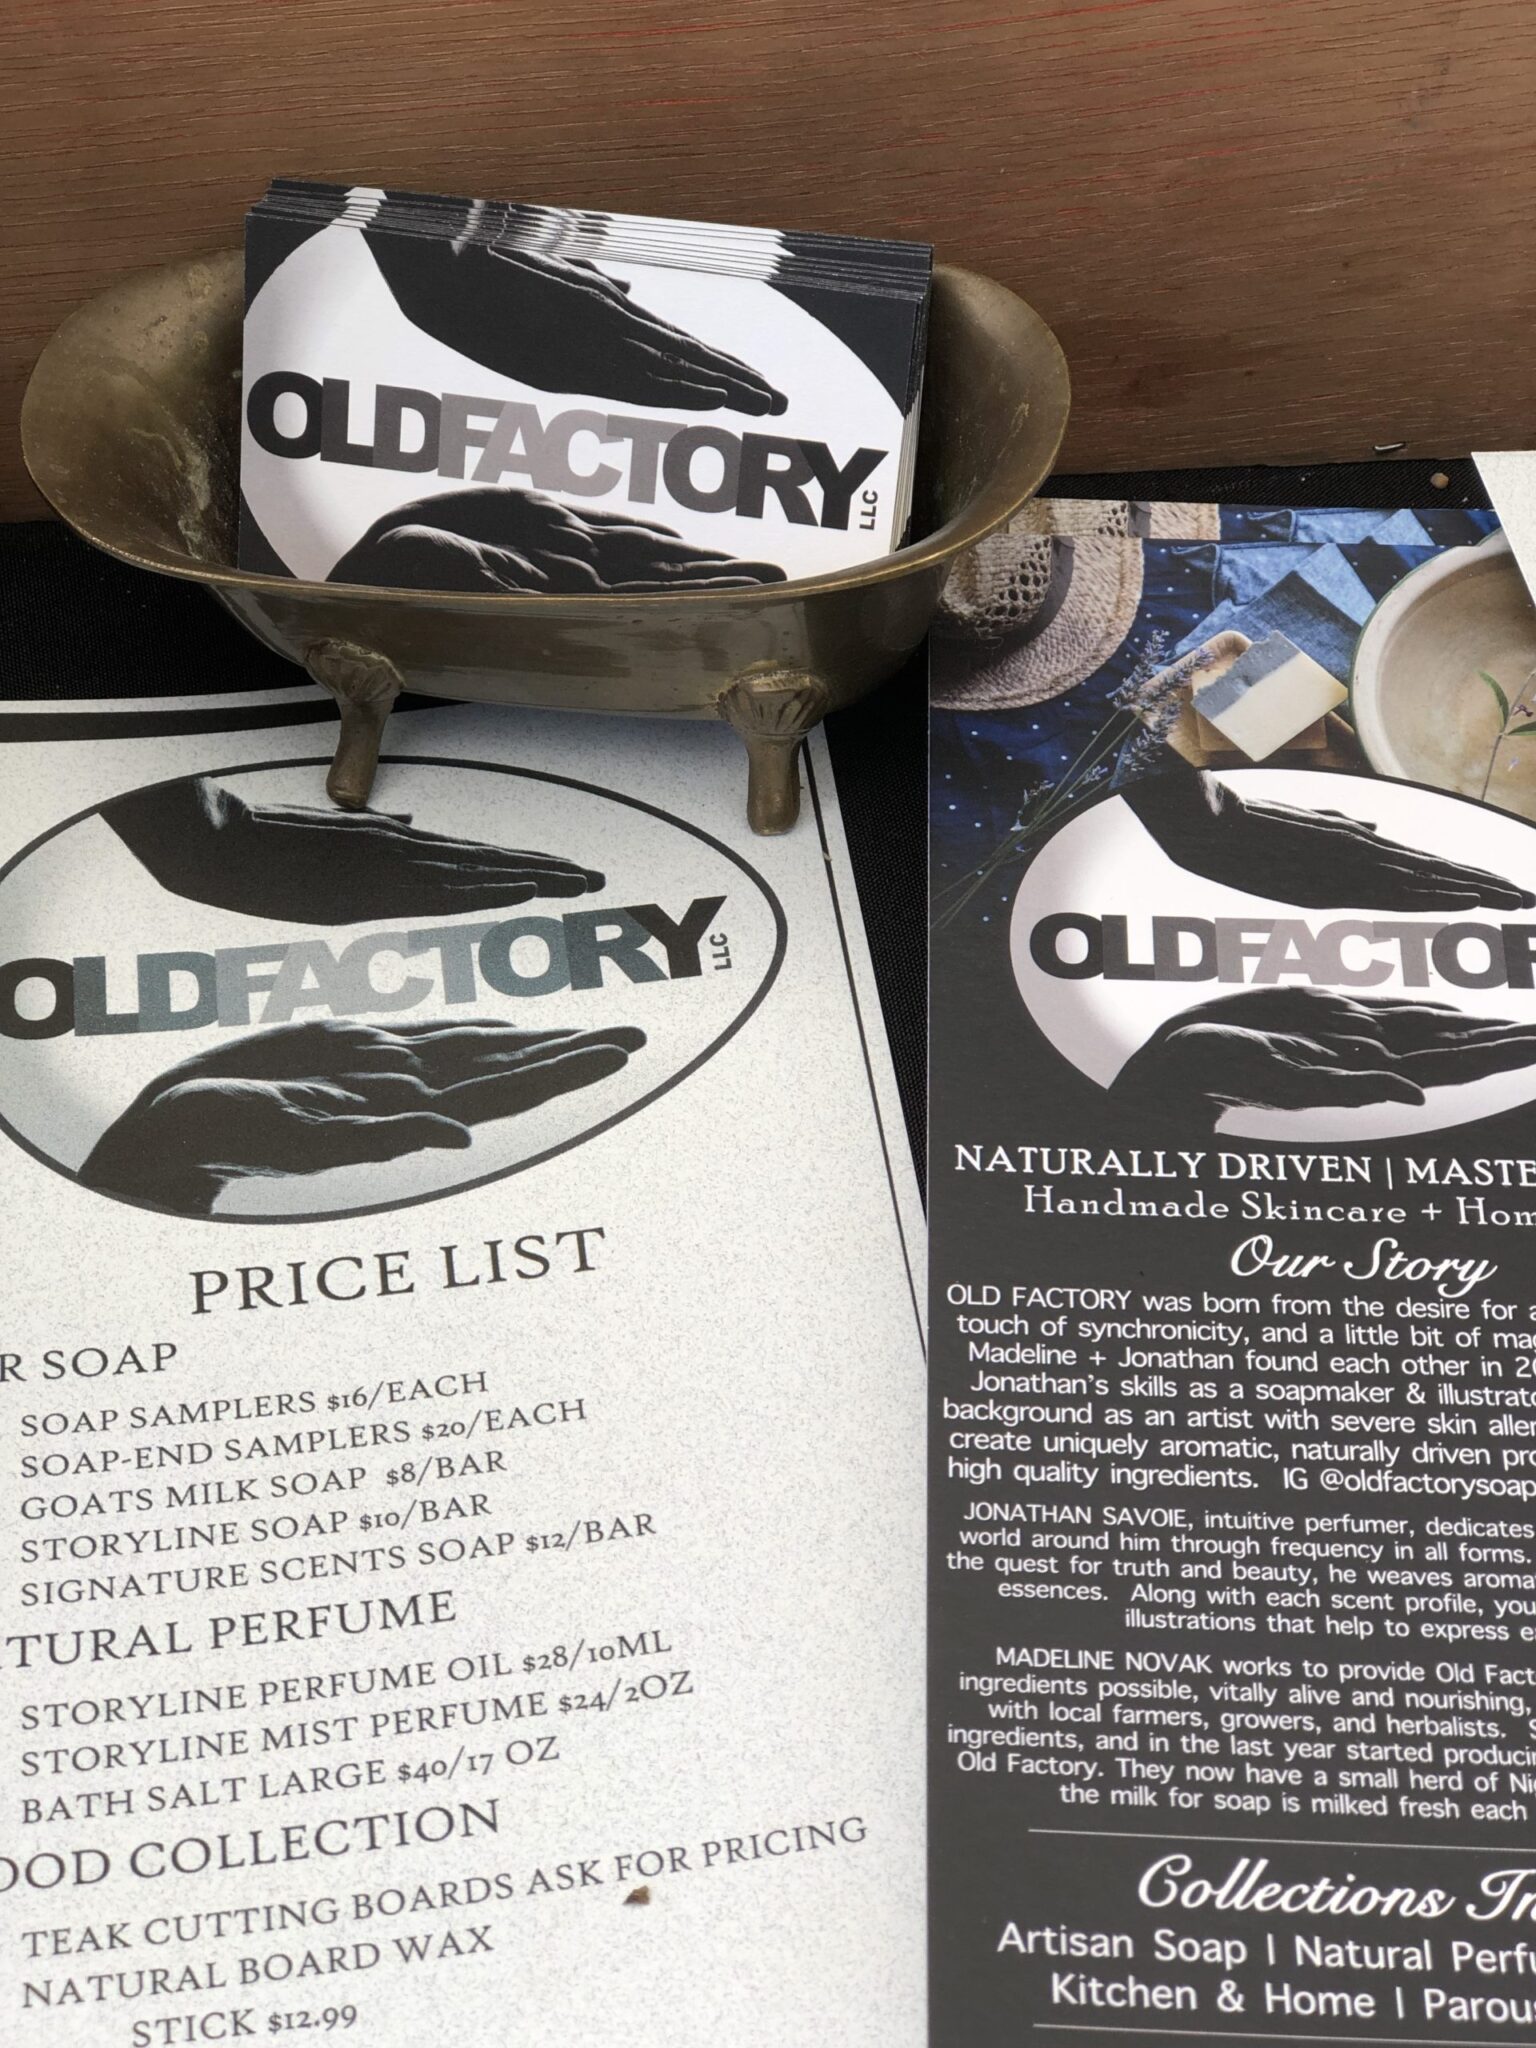 OLDFACTORY LLC
OLDFACTORY LLC
PRICE LIST
SOAP
SOAP SAMPLERS $16/EACH
SOAP-END SAMPLERS $20/EACH
GOATS MILK SOAP $8/BAR
STORYLINE SOAP $10/BAR
SIGNATURE SCENTS SOAP $12/BAR
PERFUME
STORYLINE PERFUME OIL $28/10ML
STORYLINE MIST PERFUME $24/2OZ
BATH SALT LARGE $40/17 OZ
COLLECTION
TEAK CUTTING BOARDS ASK FOR PRICING
NATURAL BOARD WAX
STICK $12.99
OLDFACTOR
NATURALLY DRIVEN |
Handmade Skincare +
Our Story
OLD FACTORY was born from the desire for
touch of synchronicity, and a little bit of
Madeline + Jonathan found each other in
Jonathan's skills as a soapmaker &
background as an artist with severe skin
create uniquely aromatic, naturally driven
high quality ingredients. IG @oldfactorysoap
JONATHAN SAVOIE, intuitive perfumer, dedicates
world around him through frequency in all forms.
the quest for truth and beauty, he weaves
essences. Along with each scent profile, you
illustrations that help to express
MADELINE NOVAK works to provide Old
ingredients possible, vitally alive and nourishing,
with local farmers, growers, and herbalists.
ingredients, and in the last year started
Old Factory. They now have a small herd of
the milk for soap is milked fresh each
Collections
Artisan Soap | Natural
Kitchen & Home |